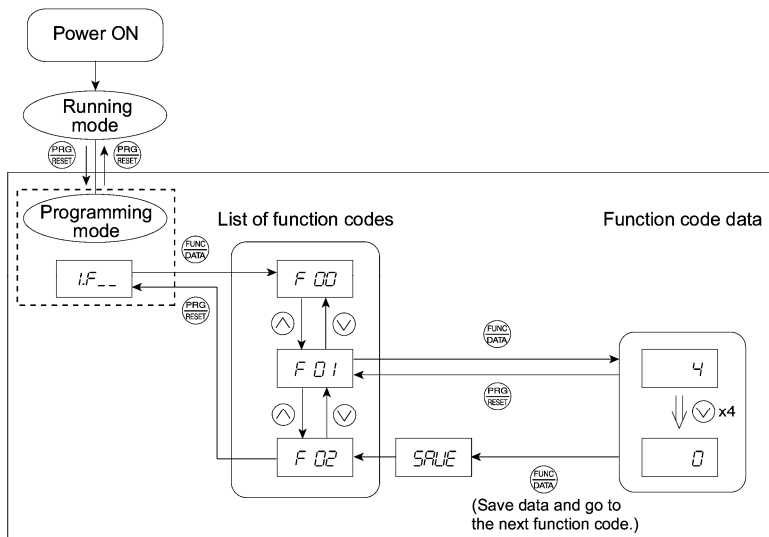 Power ON
Running
mode
PRG
RESET
PRG
RESET
Programming
mode
1.F_ _
FUNC
DATA
PRG
RESET
List of function codes
F 00
F 01
F 02
FUNC
DATA
PRG
RESET
SAVE
FUNC
DATA
(Save data and go to
the next function code.)
Function code data
4
x4
0